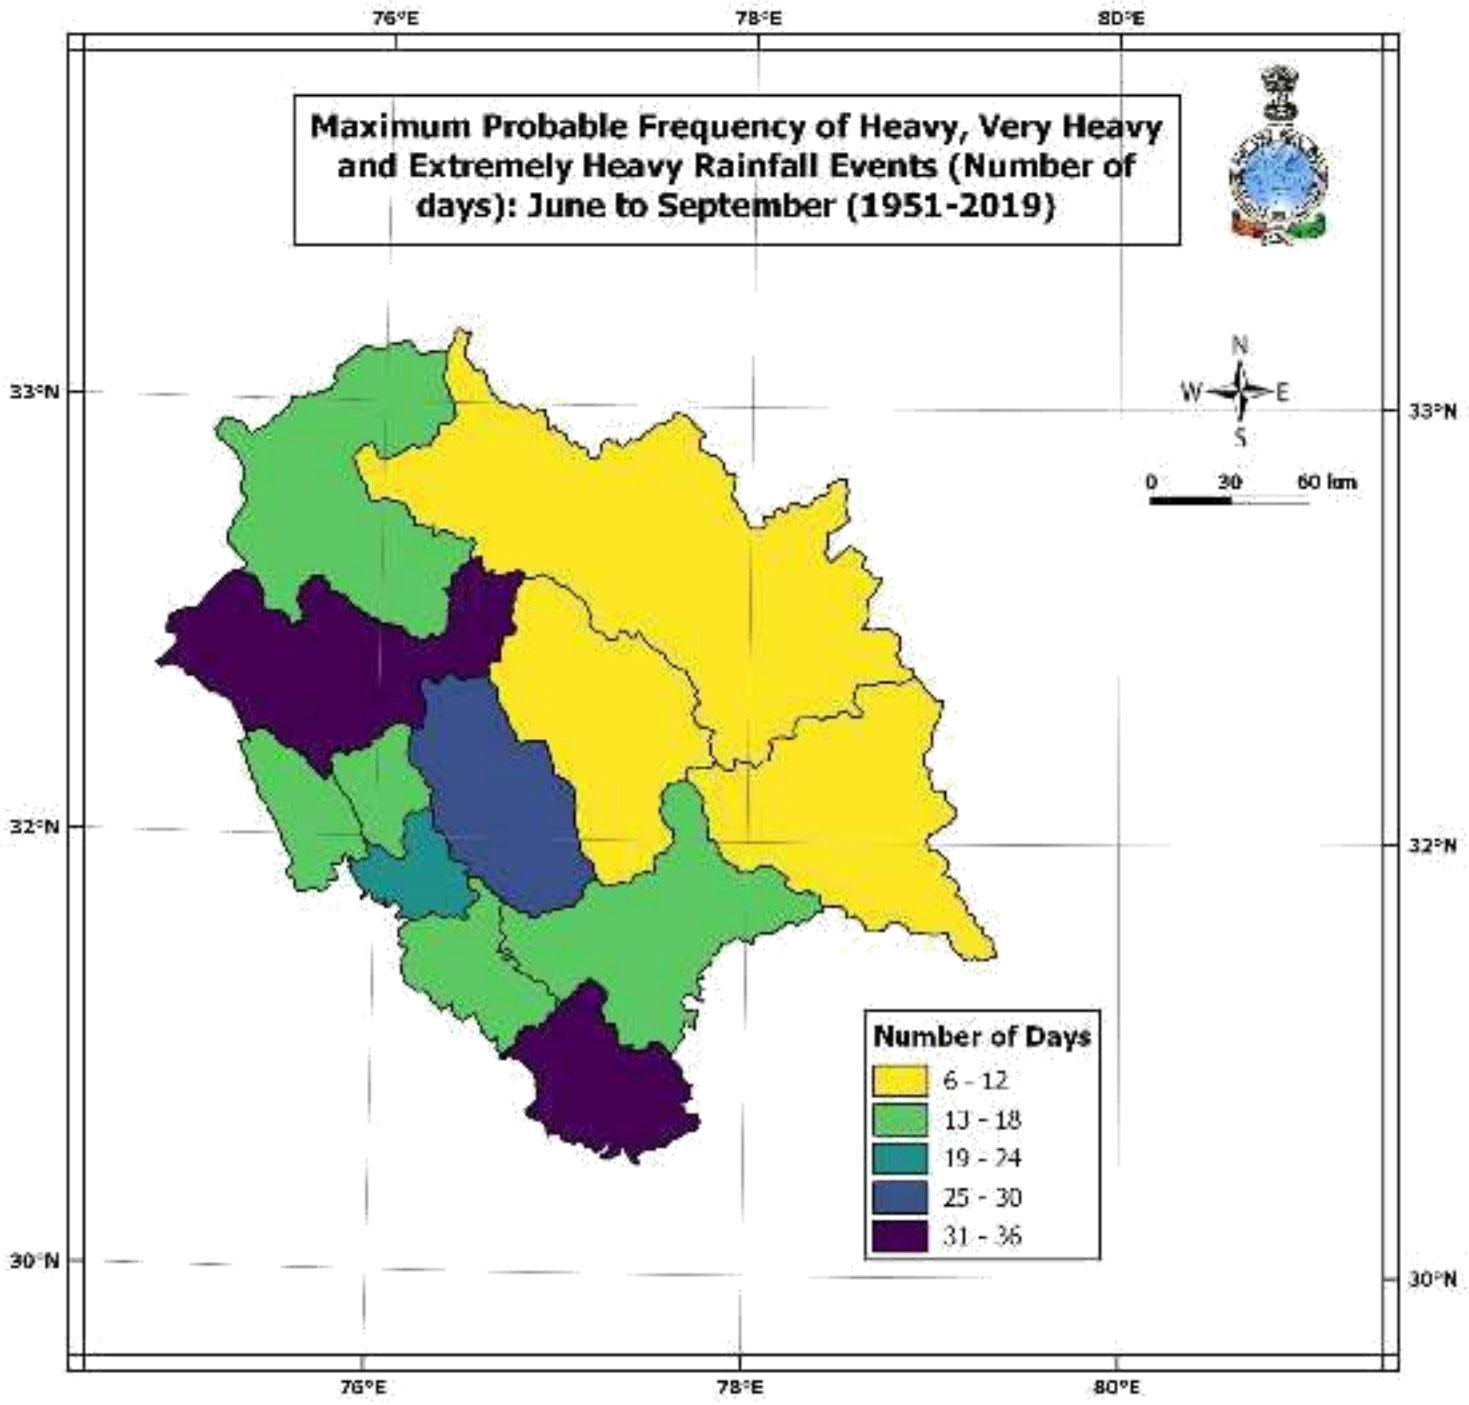 76°E 78°E 80°E
Maximum Probable Frequency of Heavy, Very Heavy
and Extremely Heavy Rainfall Events (Number of
days): June to September (1951-2019)
N
W E
S
33°N
33°N
0 30 60 km
32°N
32°N
Number of Days
6 - 12
13 - 18
19 - 24
25 - 30
31 - 36
30°N
30°N
76°E 78°E 80°E